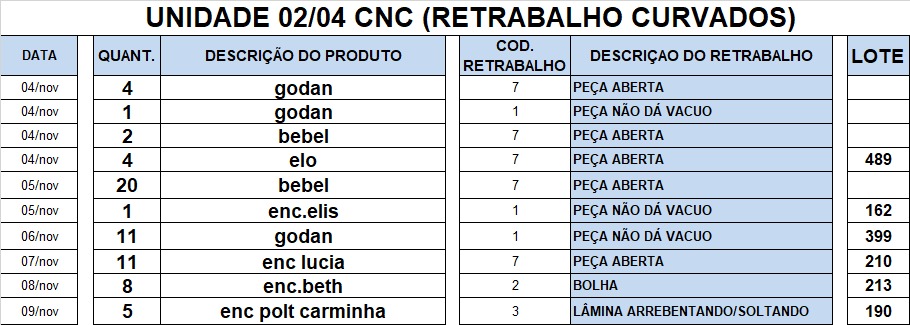 UNIDADE 02/04 CNC (RETRABALHO CURVADOS)
DATA QUANT. DESCRIÇÃO DO PRODUTO COD. RETRABALHO DESCRIÇAO DO RETRABALHO LOTE
04/nov 4 godan 7 PEÇA ABERTA
04/nov 1 godan 1 PEÇA NÃO DÁ VACUO
04/nov 2 bebel 7 PEÇA ABERTA
04/nov 4 elo 7 PEÇA ABERTA 489
05/nov 20 bebel 7 PEÇA ABERTA
05/nov 1 enc.elis 1 PEÇA NÃO DÁ VACUO 162
06/nov 11 godan 1 PEÇA NÃO DÁ VACUO 399
07/nov 11 enc lucia 7 PEÇA ABERTA 210
08/nov 8 enc.beth 2 BOLHA 213
09/nov 5 enc polt carminha 3 LÂMINA ARREBENTANDO/SOLTANDO 190